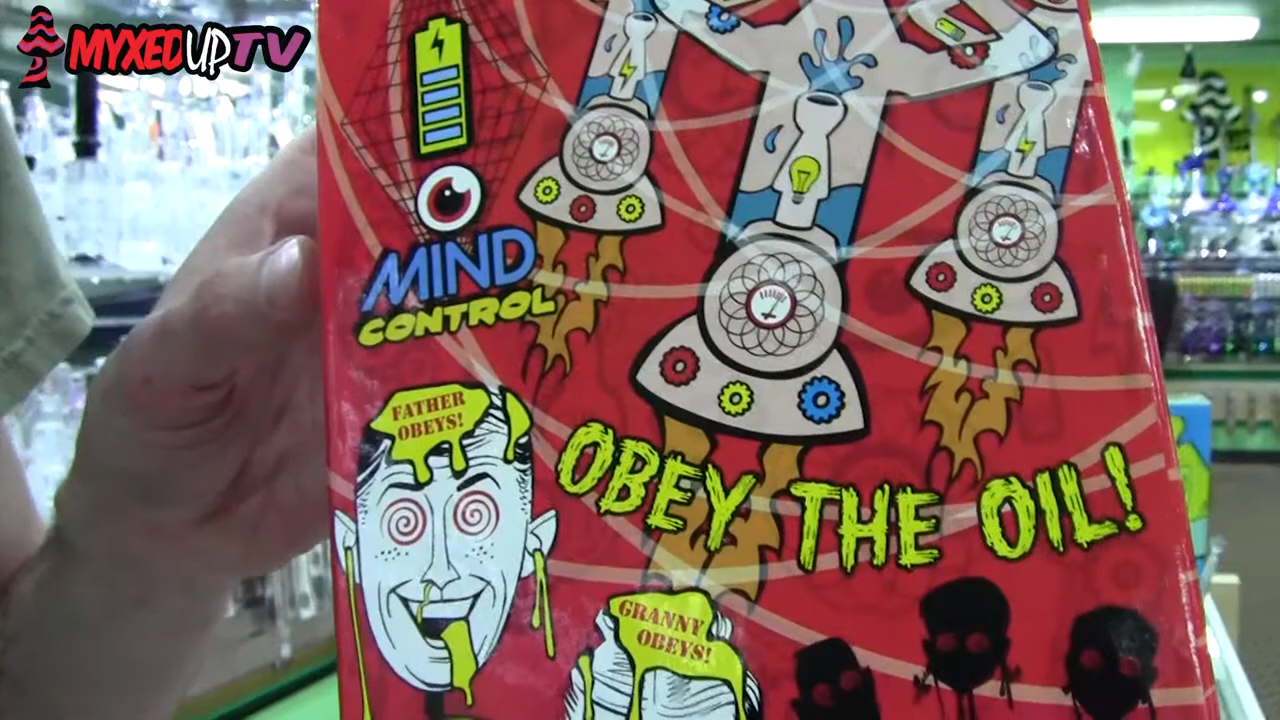 MYXEDUPTV
MIND
CONTROL
FATHER
OBEYS!
OBEY THE OIL!
GRANNY
OBEYS!